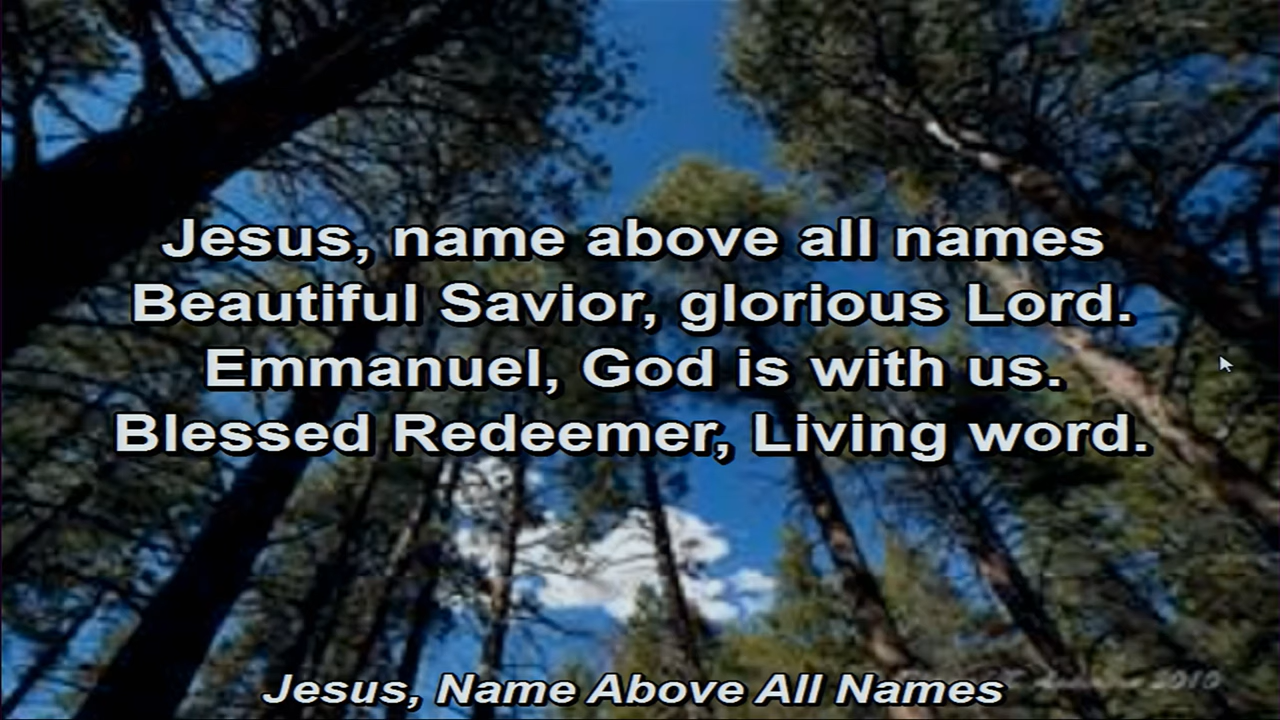 Jesus, name above all names
Beautiful Savior, glorious Lord.
Emmanuel, God is with us.
Blessed Redeemer, Living word.
Jesus, Name Above All Names
2010